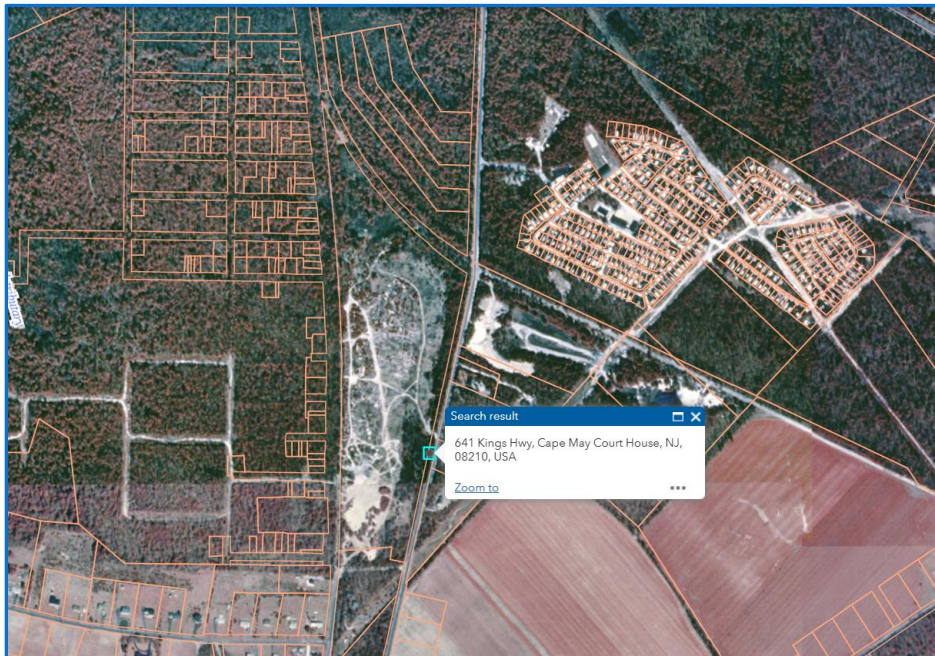 Search result
641 Kings Hwy, Cape May Court House, NJ,
08210, USA
Zoom to